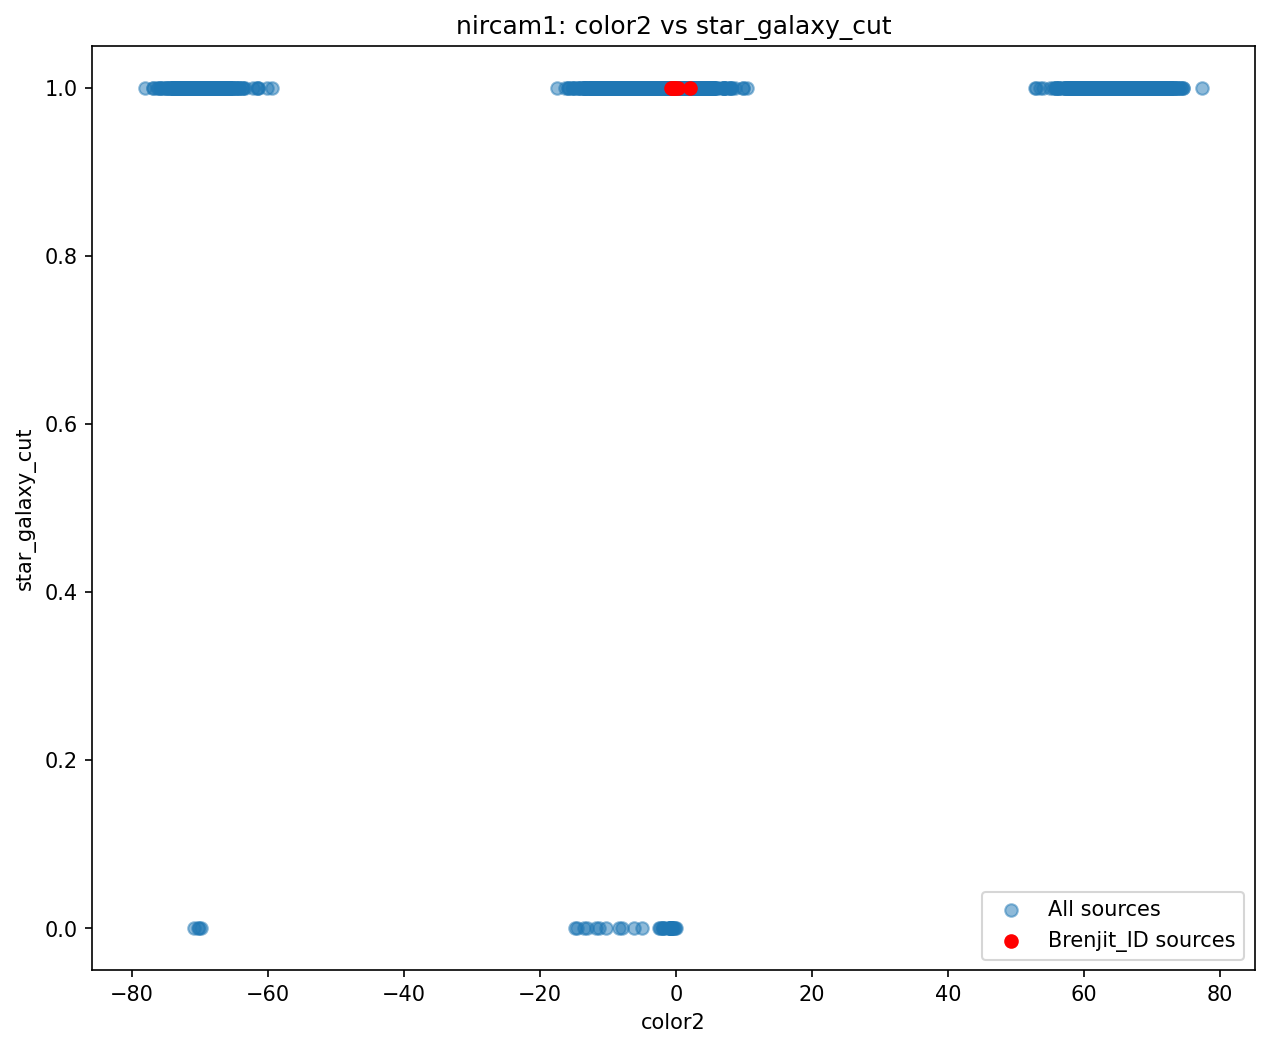 nircam1: color2 vs star_galaxy_cut
star_galaxy_cut
1.0
0.8
0.6
0.4
0.2
0.0
All sources
Brenjit_ID sources
−80 −60 −40 −20 0 20 40 60 80
color2